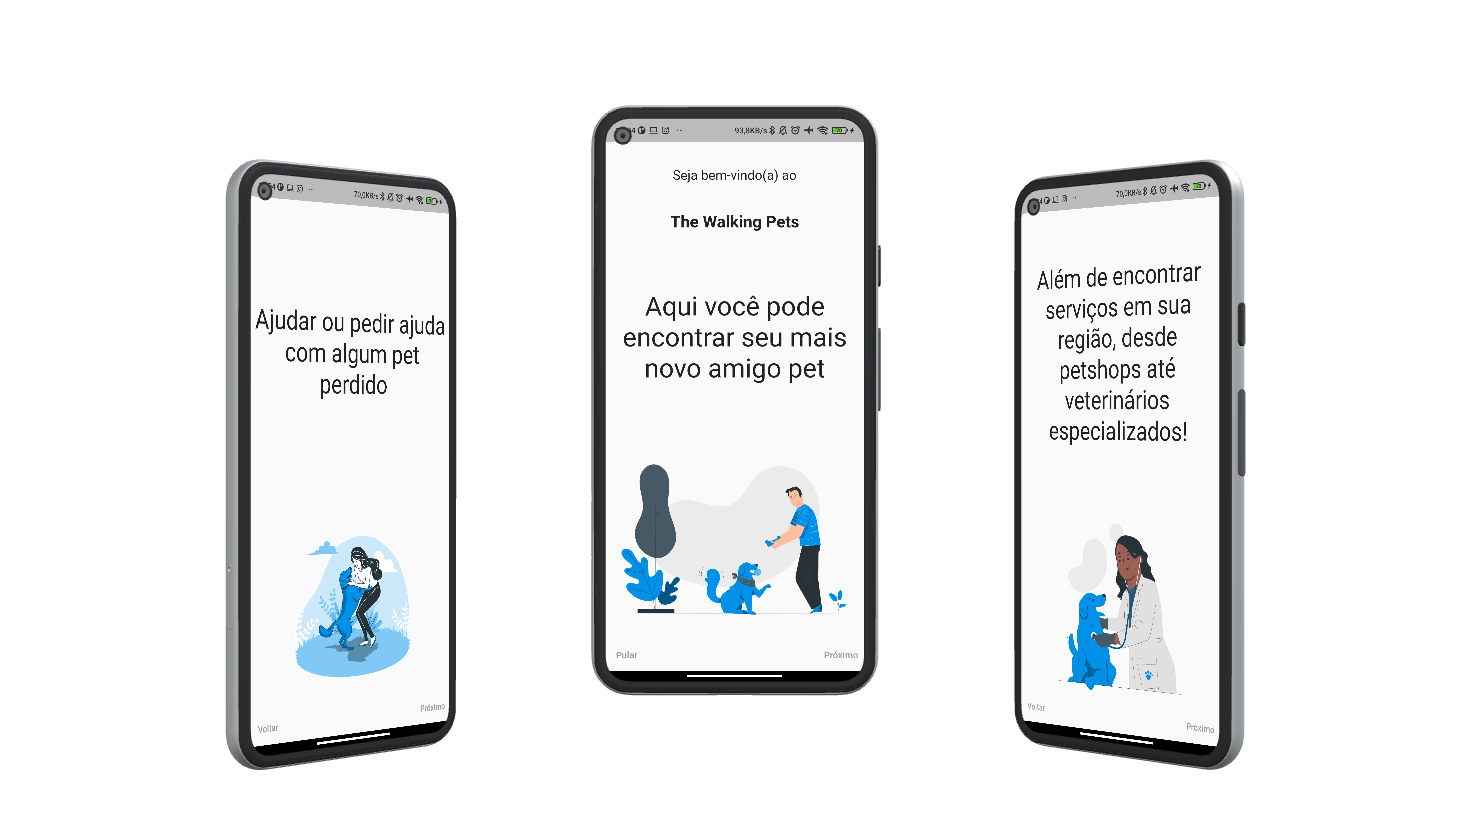 70,0KB/s
Ajudar ou pedir ajuda
com algum pet
perdido
Voltar
Próximo
93,8KB/s
Seja bem-vindo(a) ao
The Walking Pets
Aqui você pode
encontrar seu mais
novo amigo pet
Pular
Próximo
70,0KB/s
Além de encontrar
serviços em sua
região, desde
petshops até
veterinários
especializados!
Voltar
Próximo